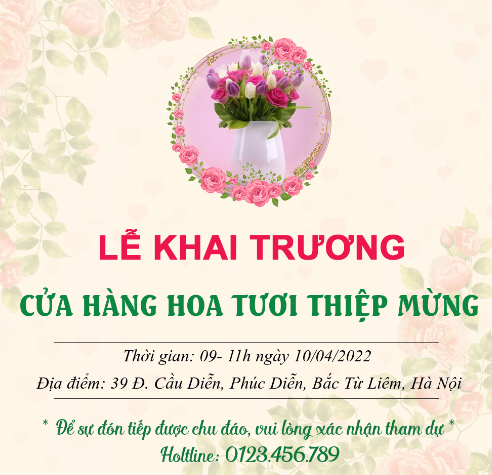 LỄ KHAI TRƯƠNG
CỬA HÀNG HOA TƯƠI THIỆP MỪNG
Thời gian: 09- 11h ngày 10/04/2022
Địa điểm: 39 Đ. Cầu Diễn, Phúc Diễn, Bắc Từ Liêm, Hà Nội
* Để sự đón tiếp được chu đáo, vui lòng xác nhận tham dự *
Holtline: 0123.456.789